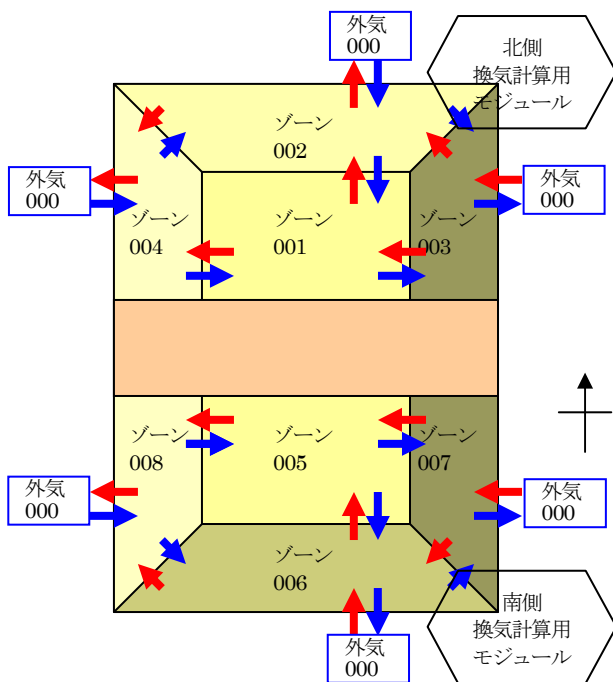 外気
000
北側
換気計算用
モジュール
ゾーン
002
外気
000
ゾーン
004
ゾーン
001
ゾーン
003
外気
000
ゾーン
008
ゾーン
005
ゾーン
007
外気
000
外気
000
ゾーン
006
南側
換気計算用
モジュール
外気
000